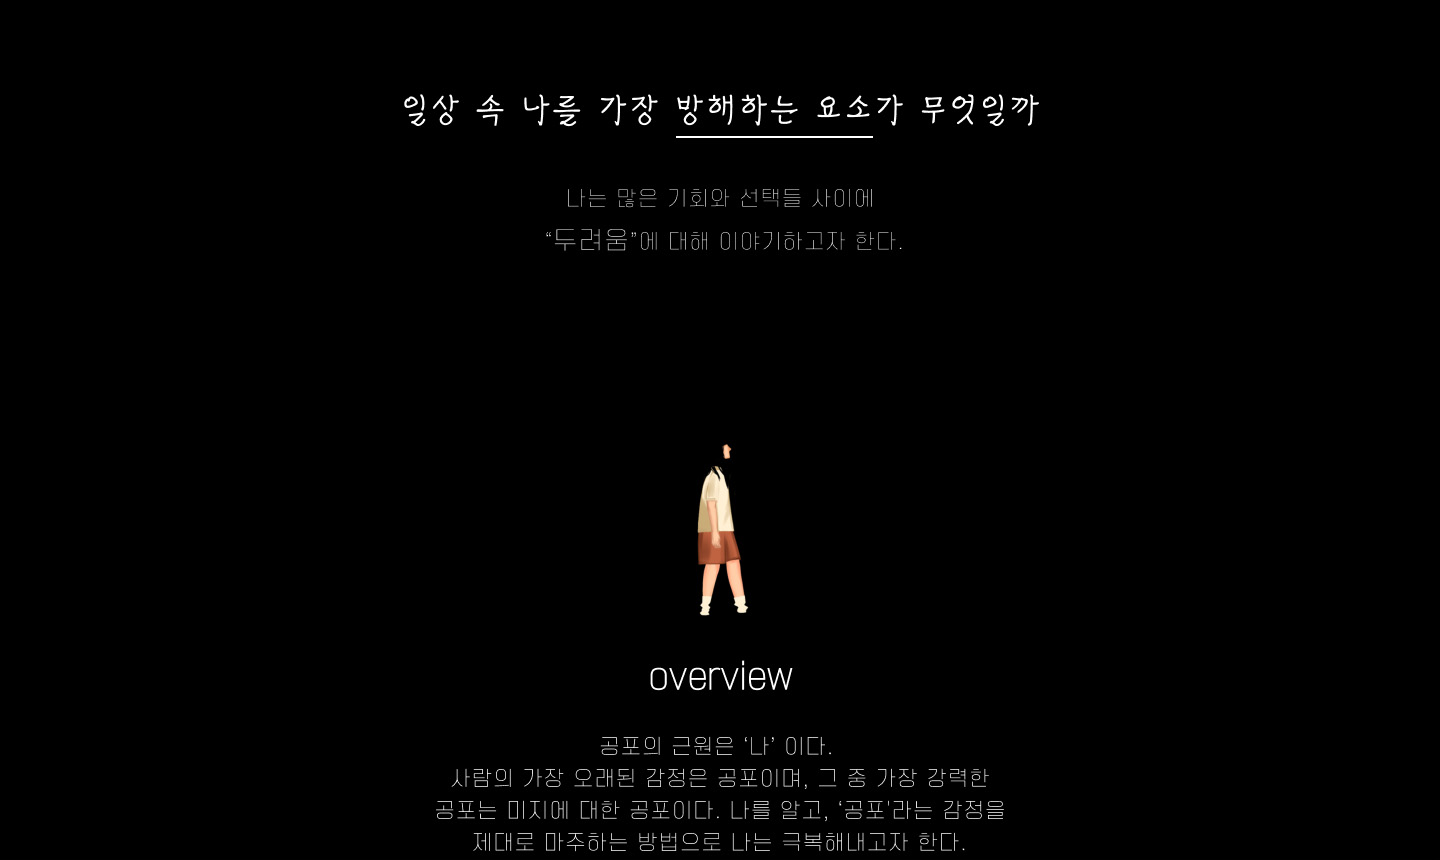 일상 속 나를 가장 방해하는 요소가 무엇일까
나는 많은 기회와 선택들 사이에
“두려움”에 대해 이야기하고자 한다.
overview
공포의 근원은 ‘나’ 이다.
사람의 가장 오래된 감정은 공포이며, 그 중 가장 강력한
공포는 미지에 대한 공포이다. 나를 알고, ‘공포'라는 감정을
제대로 마주하는 방법으로 나는 극복해내고자 한다.